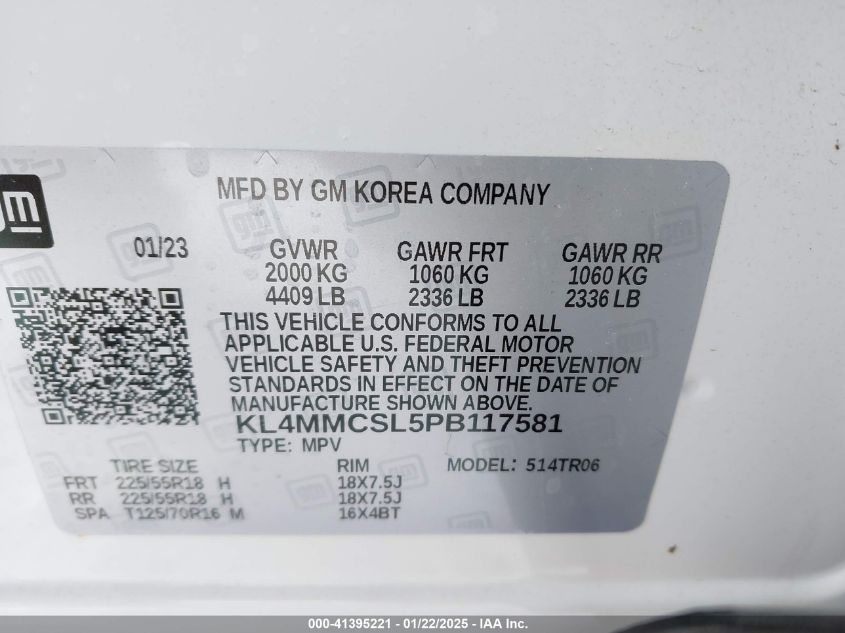 GM
MFD BY GM KOREA COMPANY
01/23 GVWR GAWR FRT GAWR RR
2000 KG 1060 KG 1060 KG
4409 LB 2336 LB 2336 LB
THIS VEHICLE CONFORMS TO ALL
APPLICABLE U.S. FEDERAL MOTOR
VEHICLE SAFETY AND THEFT PREVENTION
STANDARDS IN EFFECT ON THE DATE OF
MANUFACTURE SHOWN ABOVE.
KL4MMCSL5PB117581
TYPE: MPV
TIRE SIZE RIM MODEL: 514TR06
FRT 225/55R18 H 18X7.5J
RR 225/55R18 H 18X7.5J
SPA T125/70R16 M 16X4BT
000-41395221 - 01/22/2025 - IAA Inc.